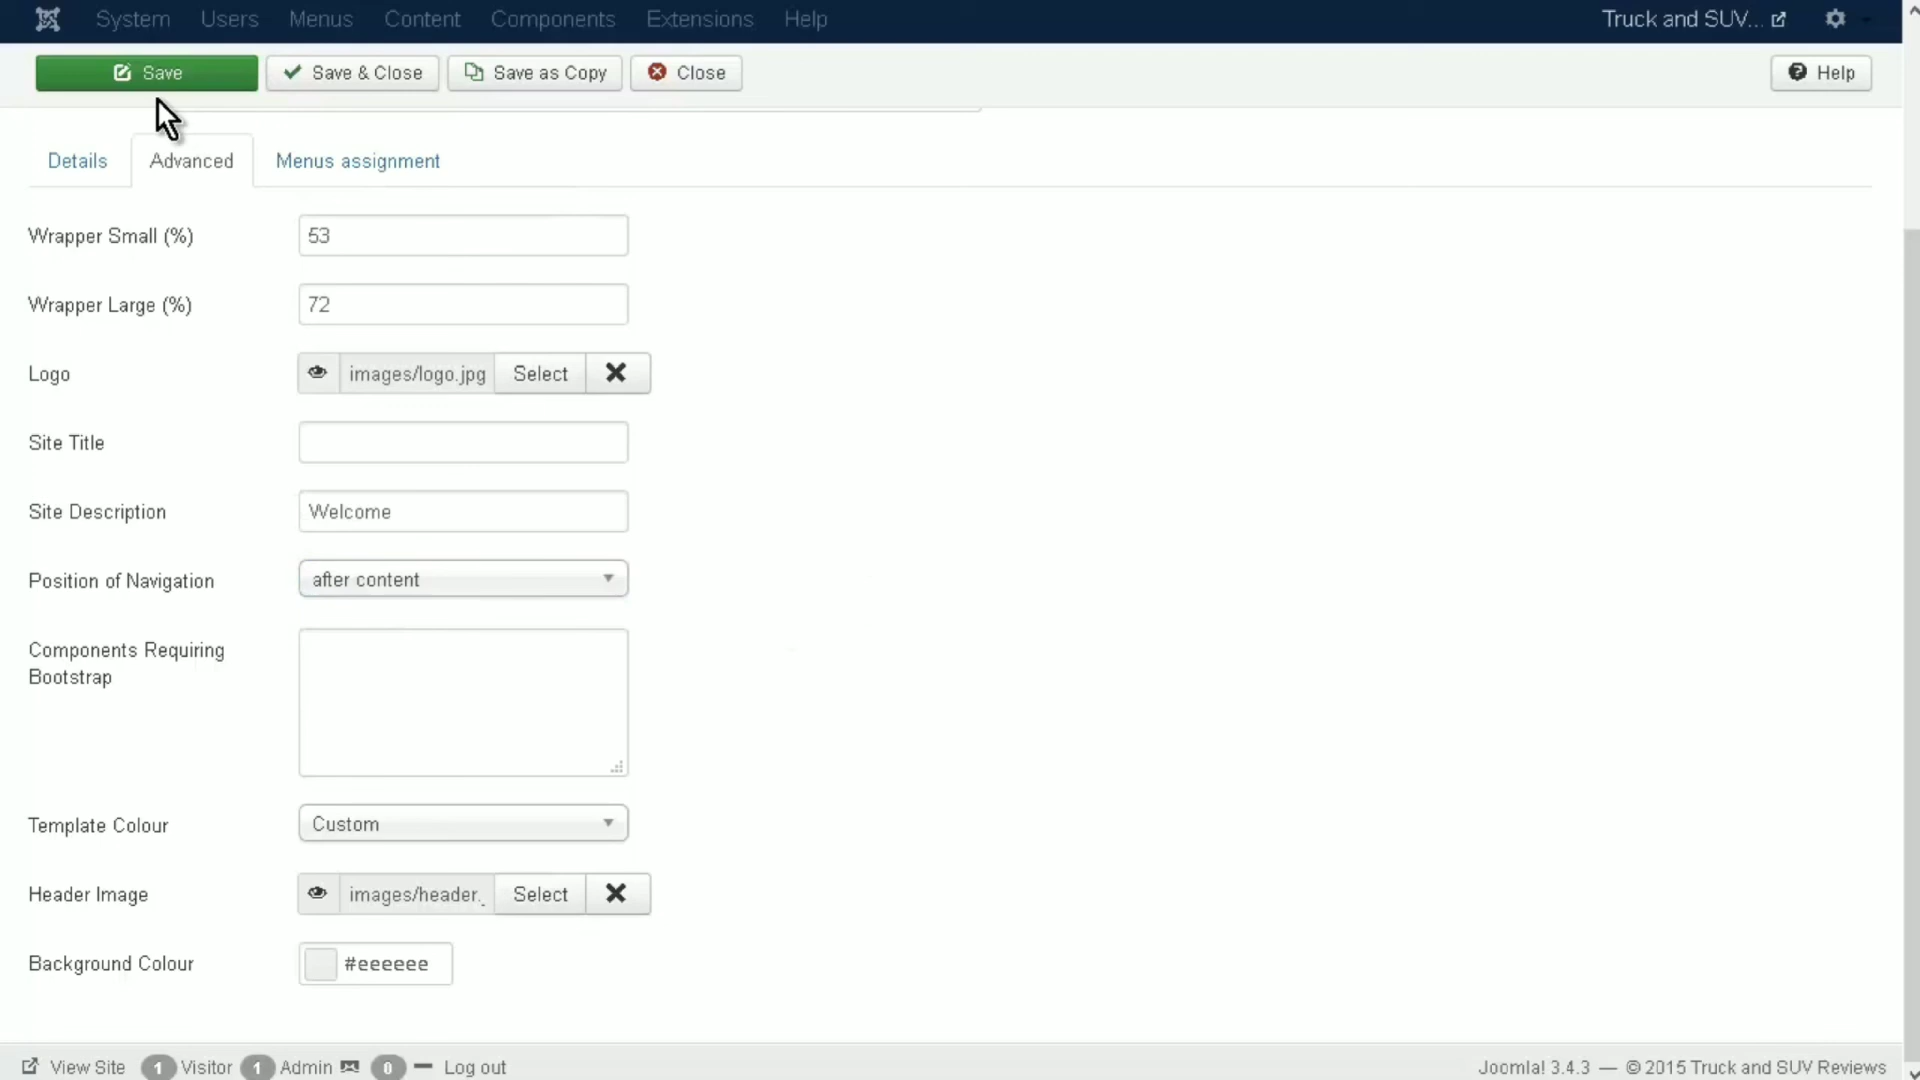 System Users Menus Content Components Extensions Help Truck and SUV...
Save Save & Close Save as Copy Close Help
Details Advanced Menus assignment
Wrapper Small (%) 53
Wrapper Large (%) 72
Logo images/logo.jpg Select
Site Title
Site Description Welcome
Position of Navigation after content
Components Requiring
Bootstrap
Template Colour Custom
Header Image images/header. Select
Background Colour #eeeeee
View Site 1 Visitor 1 Admin 0 Log out Joomla! 3.4.3 — © 2015 Truck and SUV Reviews